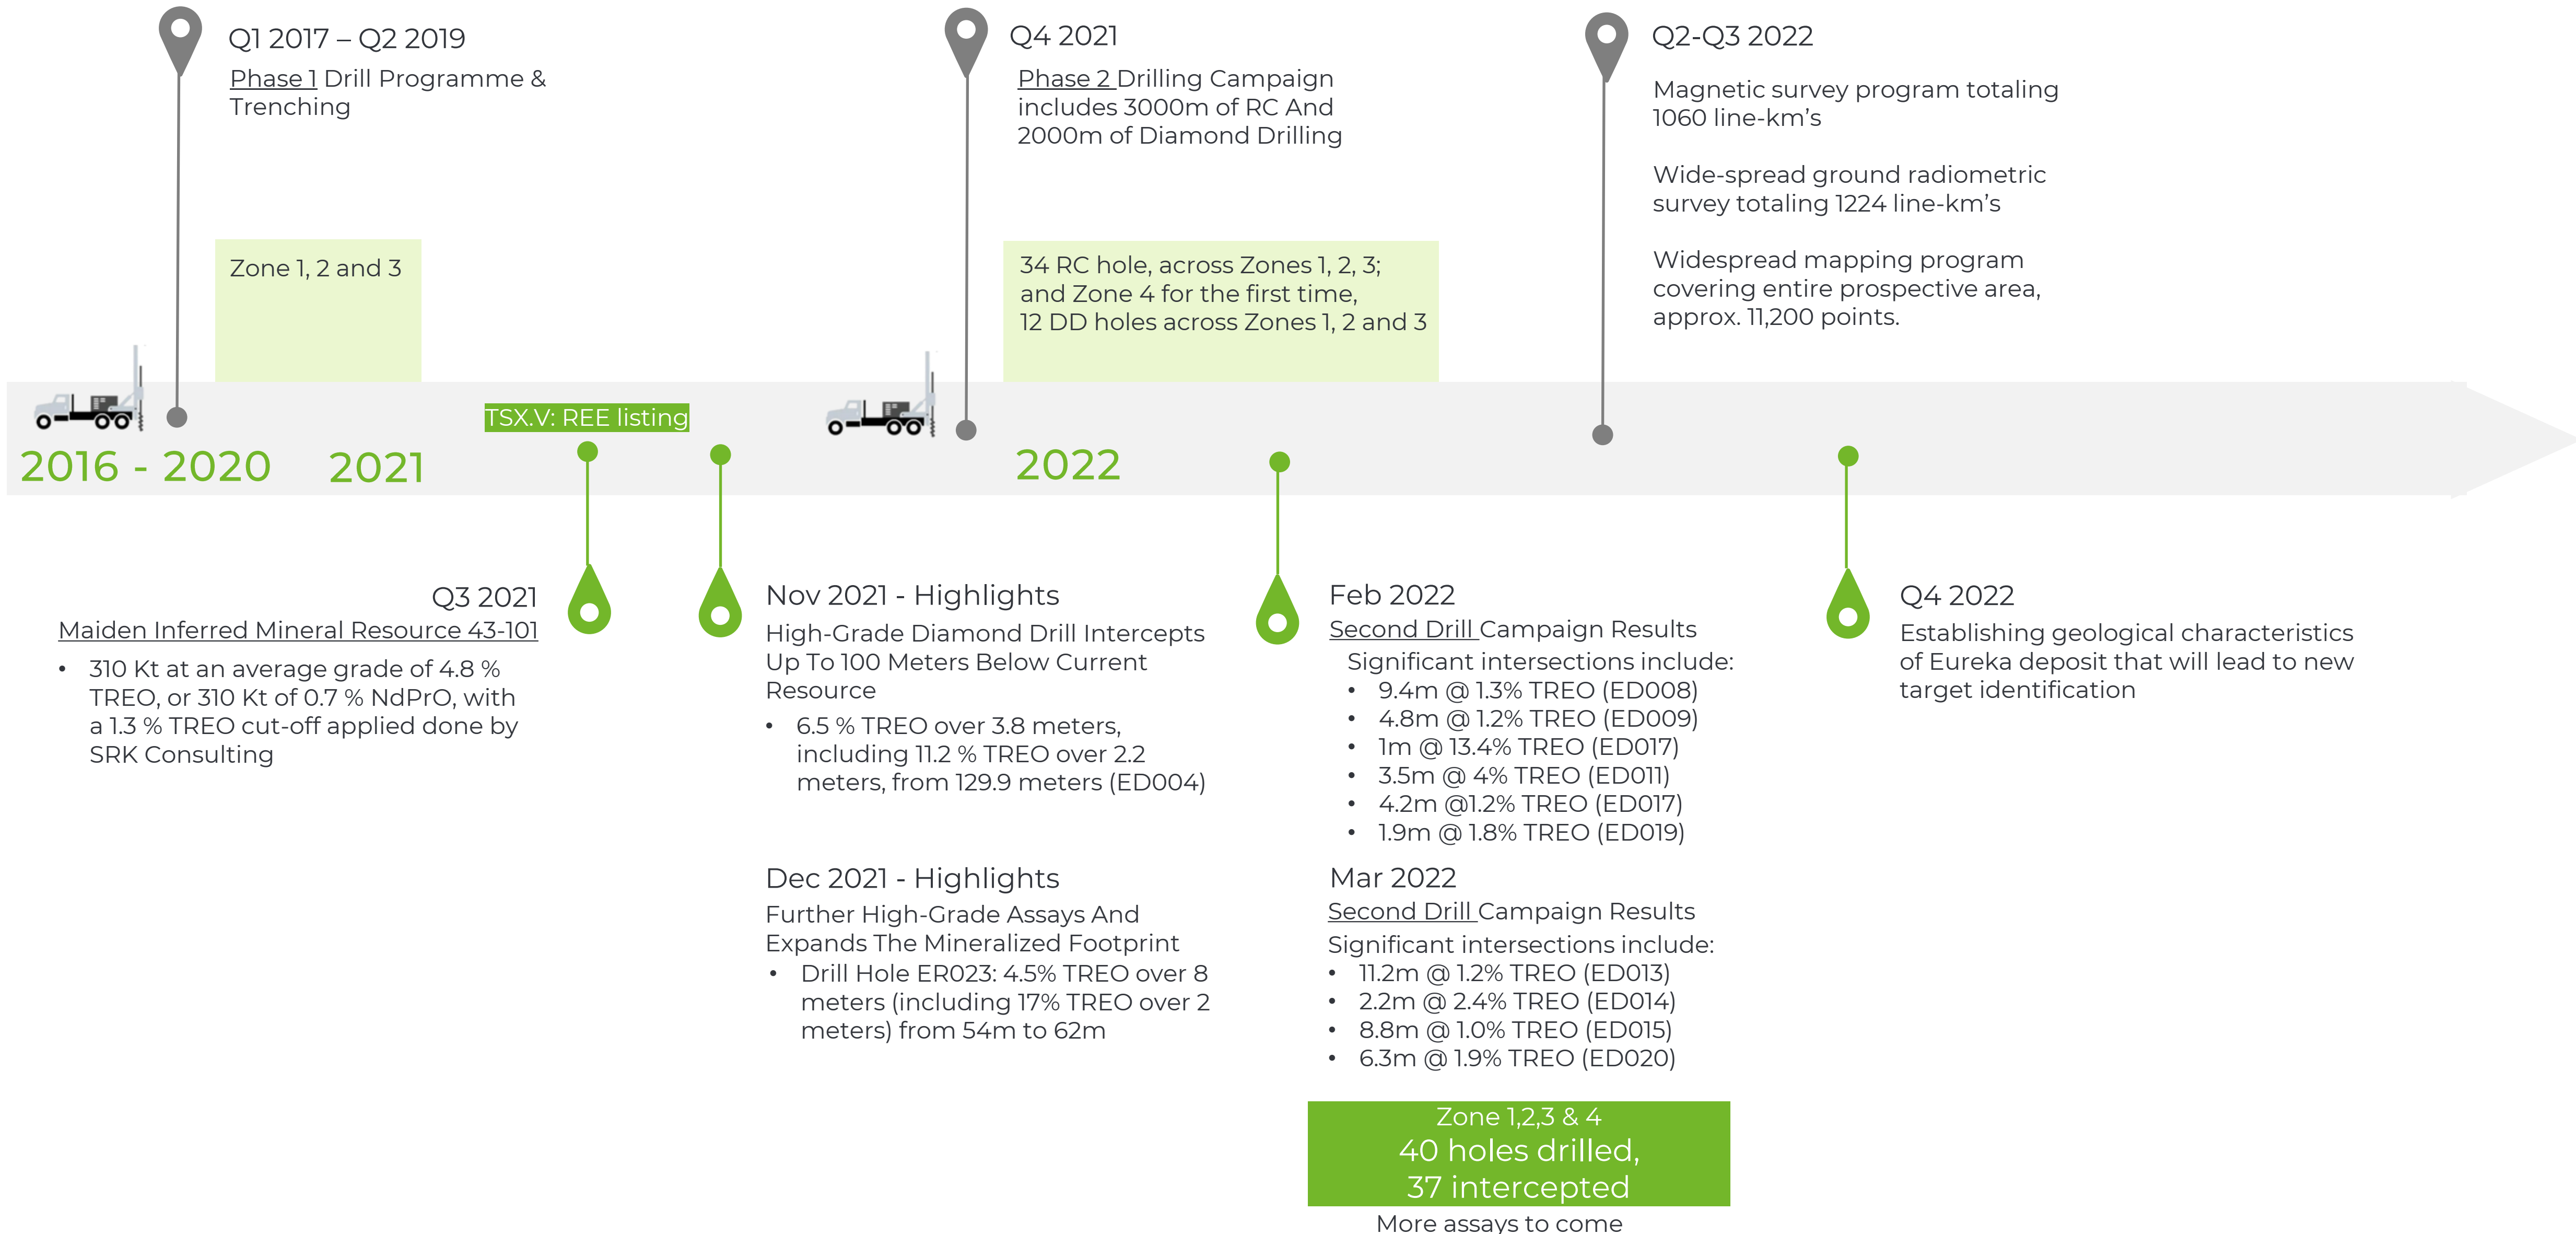 Q1 2017 – Q2 2019
Phase 1 Drill Programme &
Trenching
Zone 1, 2 and 3
Q4 2021
Phase 2 Drilling Campaign
includes 3000m of RC And
2000m of Diamond Drilling
34 RC hole, across Zones 1, 2, 3;
and Zone 4 for the first time,
12 DD holes across Zones 1, 2 and 3
Q2-Q3 2022
Magnetic survey program totaling
1060 line-km’s
Wide-spread ground radiometric
survey totaling 1224 line-km’s
Widespread mapping program
covering entire prospective area,
approx. 11,200 points.
TSX.V: REE listing
2016 - 2020
2021
2022
Q3 2021
Maiden Inferred Mineral Resource 43-101
• 310 Kt at an average grade of 4.8 %
TREO, or 310 Kt of 0.7 % NdPrO, with
a 1.3 % TREO cut-off applied done by
SRK Consulting
Nov 2021 - Highlights
High-Grade Diamond Drill Intercepts
Up To 100 Meters Below Current
Resource
• 6.5 % TREO over 3.8 meters,
including 11.2 % TREO over 2.2
meters, from 129.9 meters (ED004)
Dec 2021 - Highlights
Further High-Grade Assays And
Expands The Mineralized Footprint
• Drill Hole ER023: 4.5% TREO over 8
meters (including 17% TREO over 2
meters) from 54m to 62m
Feb 2022
Second Drill Campaign Results
Significant intersections include:
• 9.4m @ 1.3% TREO (ED008)
• 4.8m @ 1.2% TREO (ED009)
• 1m @ 13.4% TREO (ED017)
• 3.5m @ 4% TREO (ED011)
• 4.2m @1.2% TREO (ED017)
• 1.9m @ 1.8% TREO (ED019)
Mar 2022
Second Drill Campaign Results
Significant intersections include:
• 11.2m @ 1.2% TREO (ED013)
• 2.2m @ 2.4% TREO (ED014)
• 8.8m @ 1.0% TREO (ED015)
• 6.3m @ 1.9% TREO (ED020)
Zone 1,2,3 & 4
40 holes drilled,
37 intercepted
More assays to come
Q4 2022
Establishing geological characteristics
of Eureka deposit that will lead to new
target identification